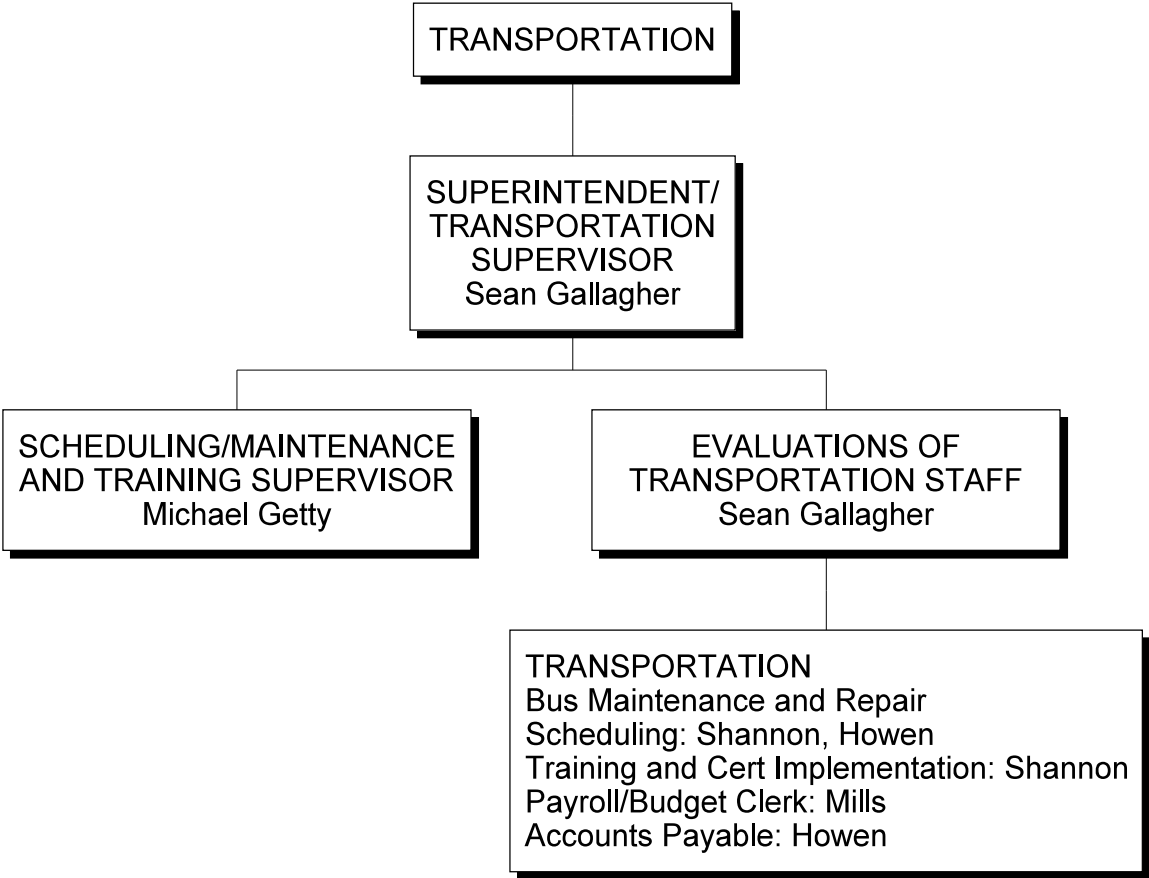 TRANSPORTATION
SUPERINTENDENT/
TRANSPORTATION
SUPERVISOR
Sean Gallagher
SCHEDULING/MAINTENANCE
AND TRAINING SUPERVISOR
Michael Getty
EVALUATIONS OF
TRANSPORTATION STAFF
Sean Gallagher
TRANSPORTATION
Bus Maintenance and Repair
Scheduling: Shannon, Howen
Training and Cert Implementation: Shannon
Payroll/Budget Clerk: Mills
Accounts Payable: Howen